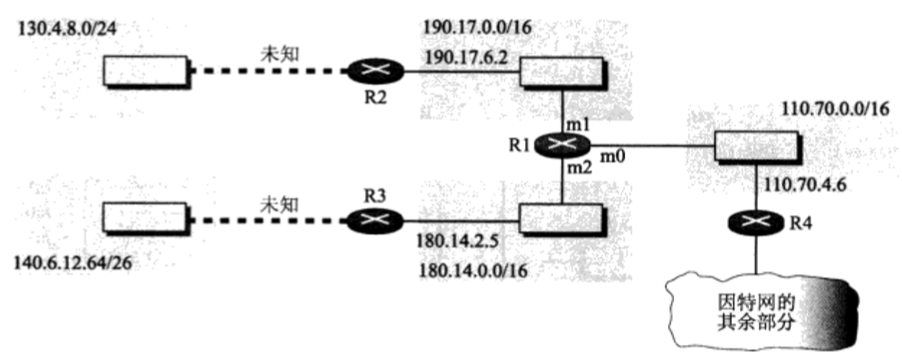 130.4.8.0/24
未知
R2
190.17.0.0/16
190.17.6.2
R1
m1
m0
m2
110.70.0.0/16
110.70.4.6
R4
140.6.12.64/26
未知
R3
180.14.2.5
180.14.0.0/16
因特网的
其余部分